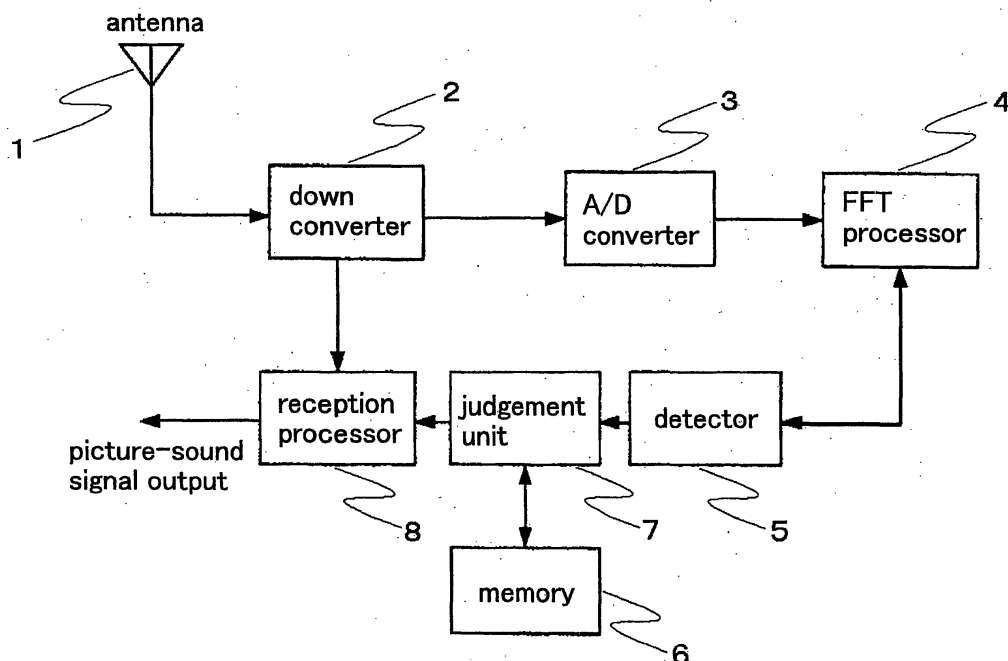 antenna
1
2
3
4
down
converter
A/D
converter
FFT
processor
reception
processor
judgement
unit
detector
picture-sound
signal output
8
7
5
memory
6